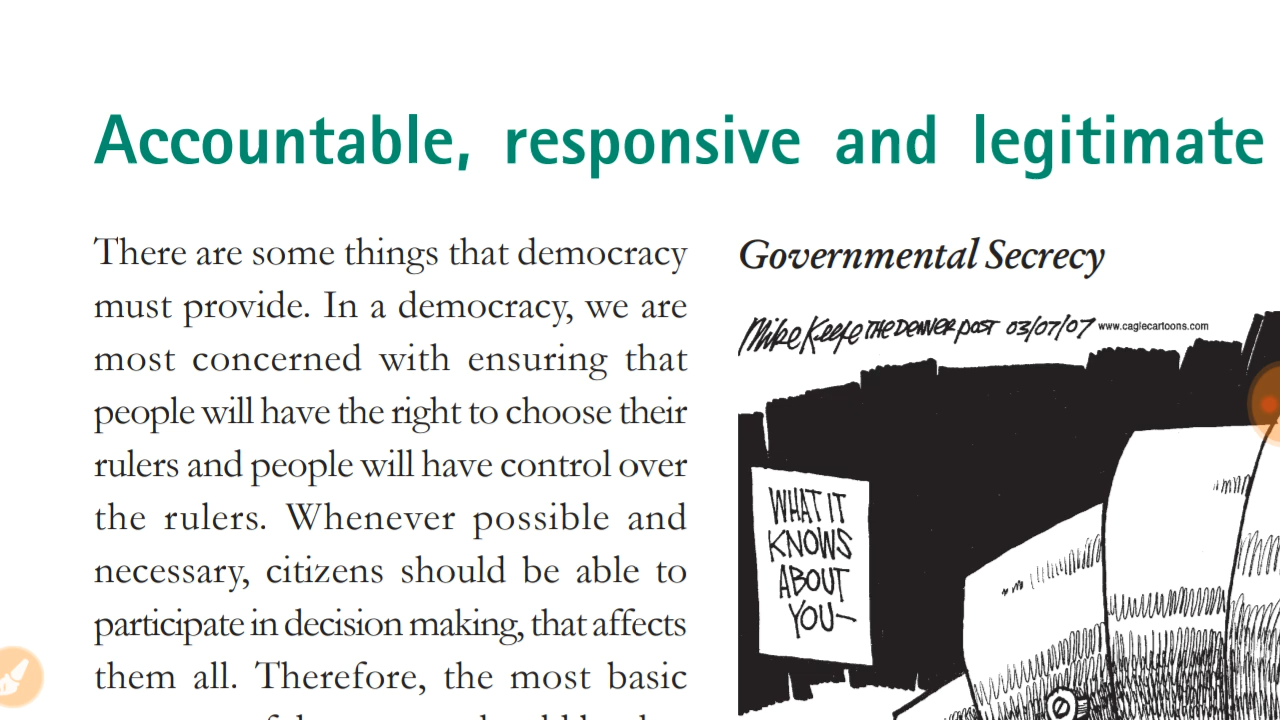 Accountable, responsive and legitimate
There are some things that democracy
must provide. In a democracy, we are
most concerned with ensuring that
people will have the right to choose their
rulers and people will have control over
the rulers. Whenever possible and
necessary, citizens should be able to
participate in decision making, that affects
them all. Therefore, the most basic
Governmental Secrecy
Mike Keefe THE DENVER POST 03/07/07 www.caglecartoons.com
WHAT IT
KNOWS
ABOUT
YOU—